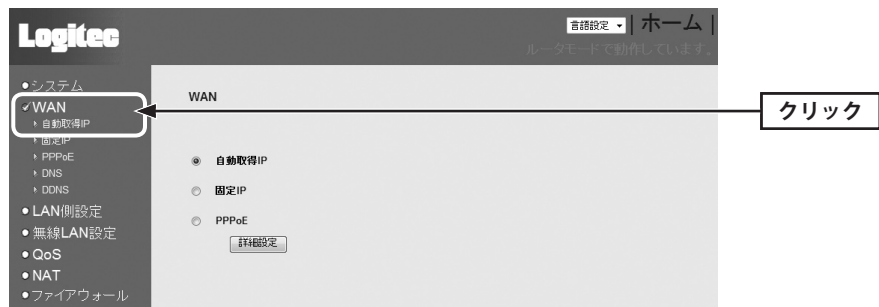 Logitec
言語設定 | ホーム |
ルータモードで動作しています。
システム
WAN
自動取得IP
固定IP
PPPoE
DNS
DDNS
LAN側設定
無線LAN設定
QoS
NAT
ファイアウォール
WAN
自動取得IP
固定IP
PPPoE
詳細設定
クリック